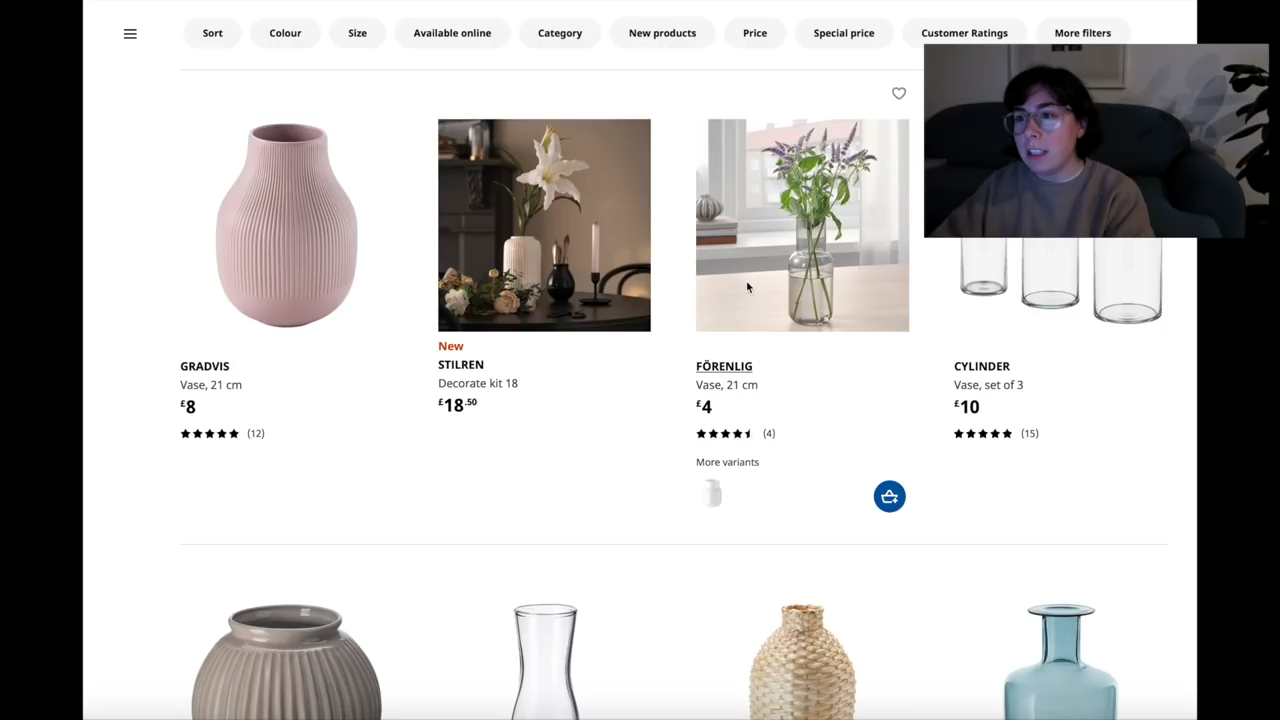 Sort
Colour
Size
Available online
Category
New products
Price
Special price
Customer Ratings
More filters
GRADVIS
Vase, 21 cm
£8
(12)
New
STILREN
Decorate kit 18
£18.50
FÖRENLIG
Vase, 21 cm
£4
(4)
More variants
CYLINDER
Vase, set of 3
£10
(15)